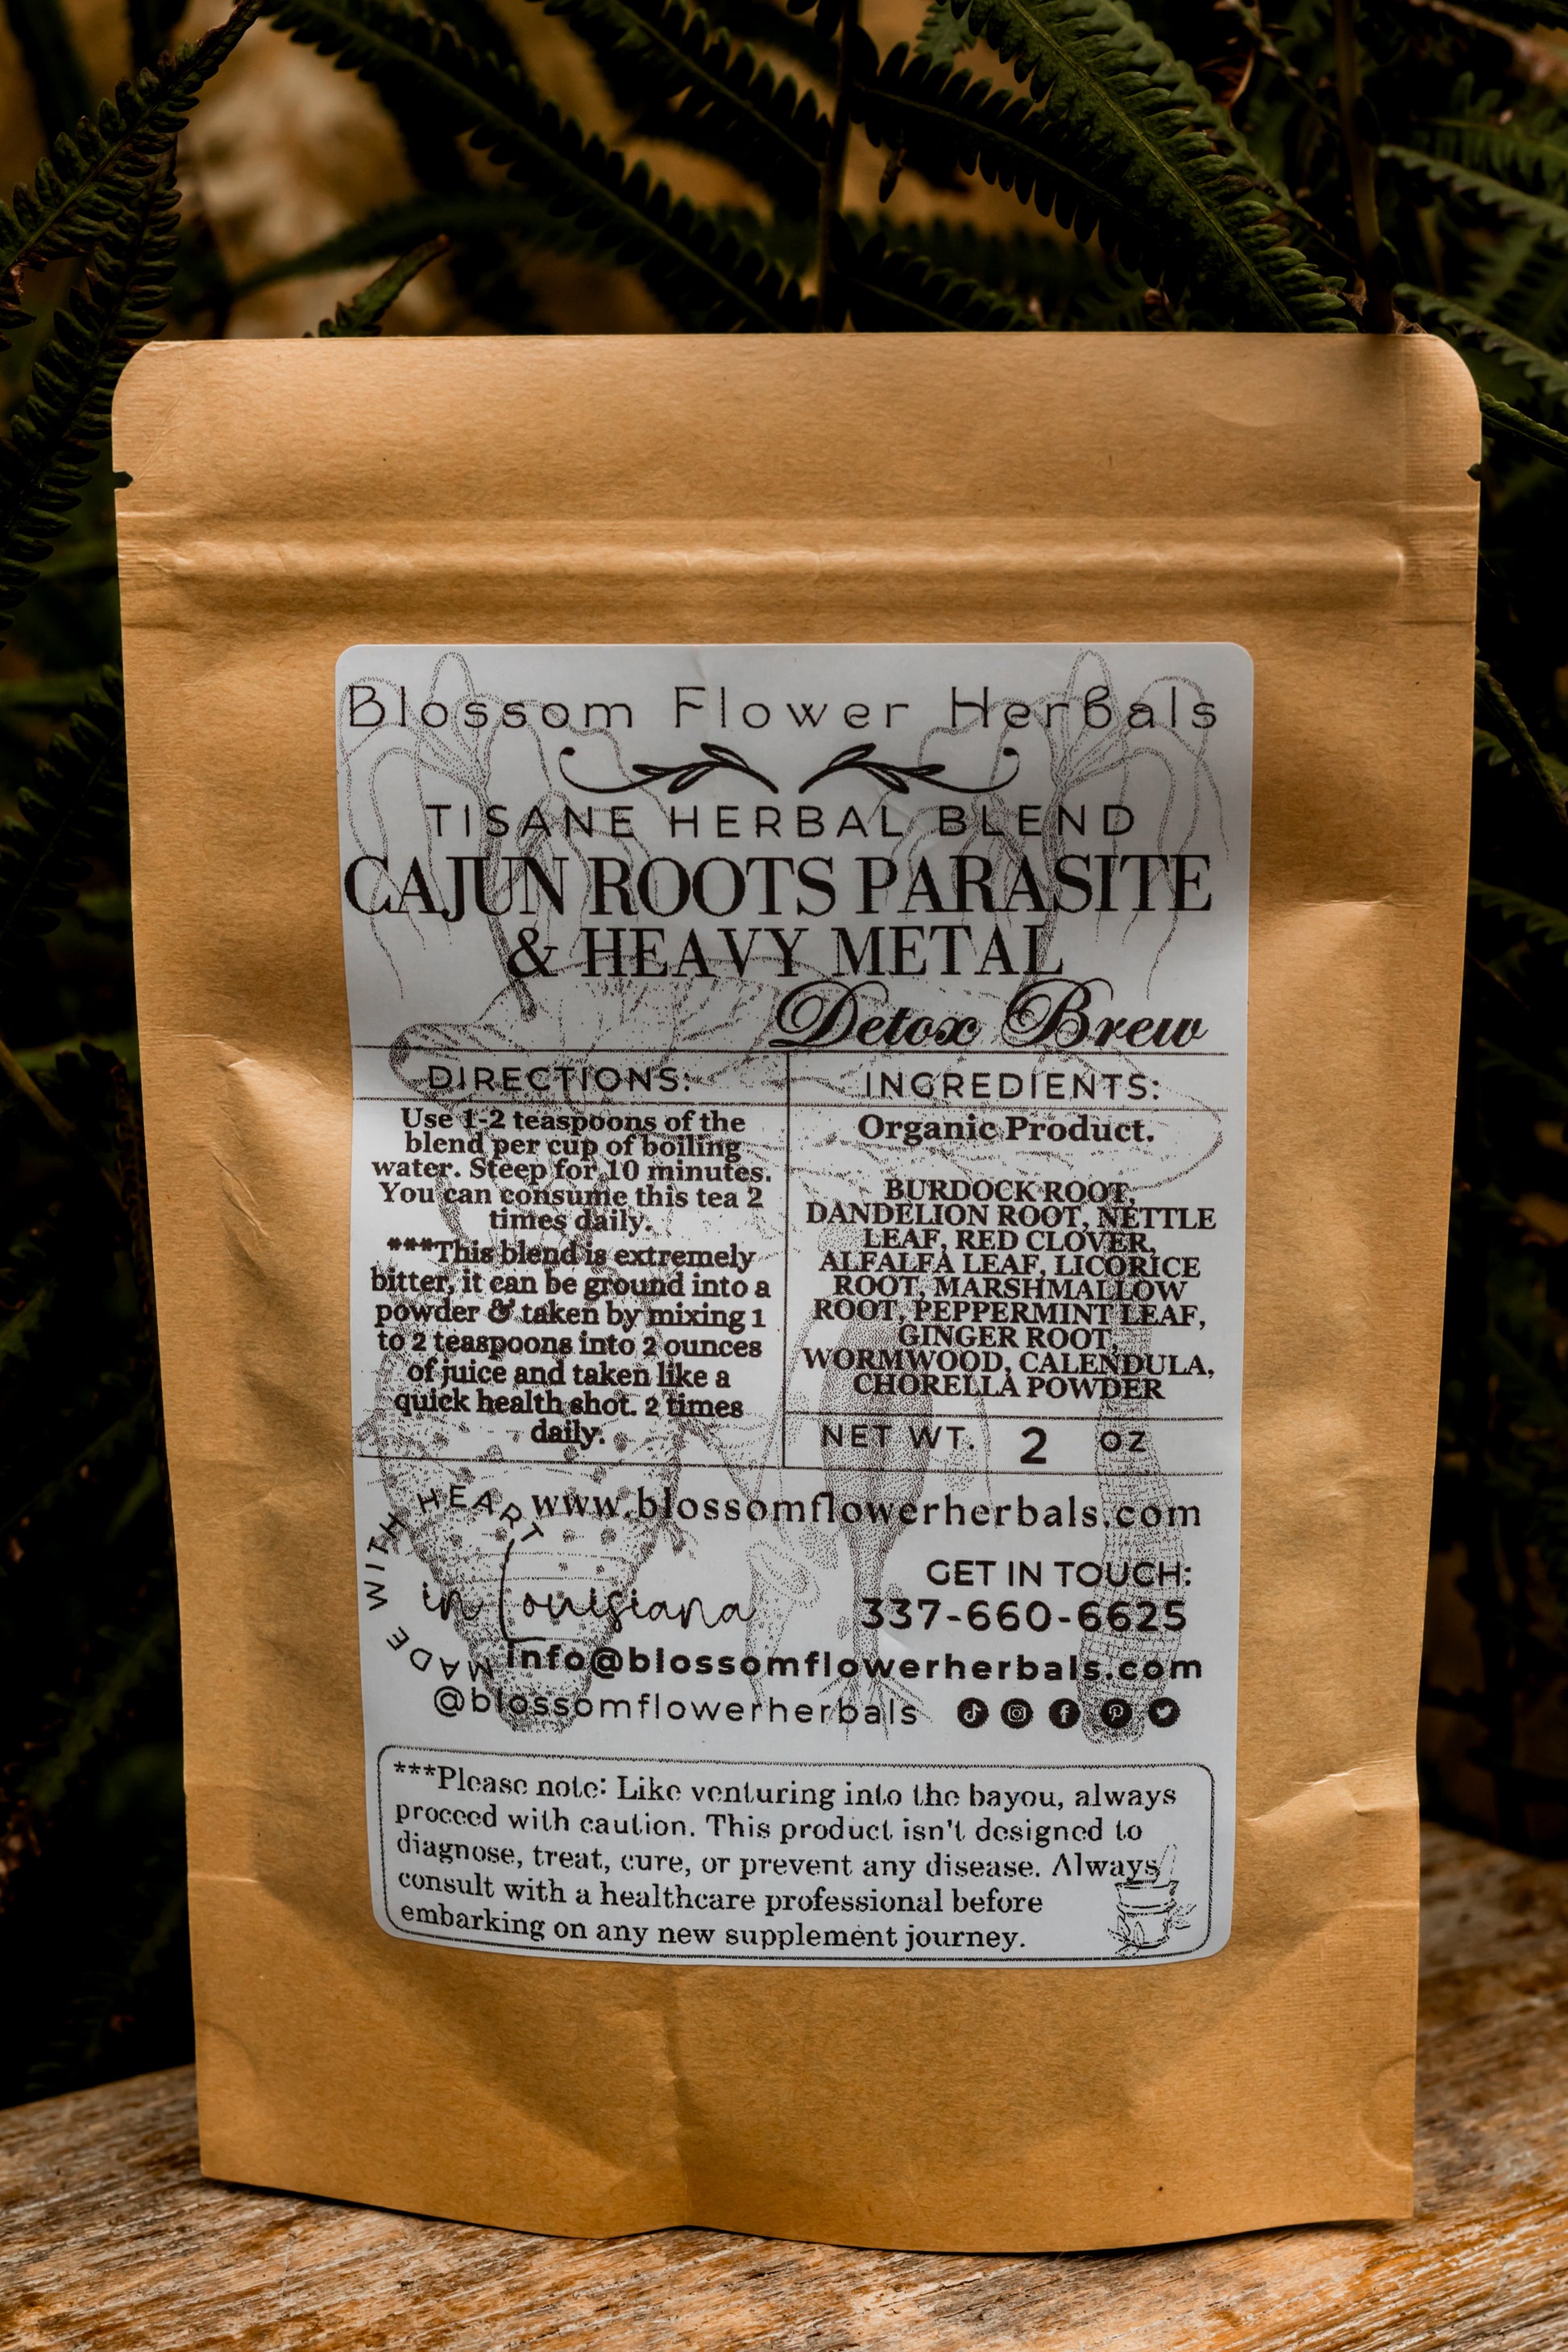 Blossom Flower Herbals
TISANE HERBAL BLEND
CAJUN ROOTS PARASITE
& HEAVY METAL
Detox Brew
DIRECTIONS:
Use 1-2 teaspoons of the
blend per cup of boiling
water. Steep for 10 minutes.
You can consume this tea 2
times daily.
***This blend is extremely
bitter, it can be ground into a
powder & taken by mixing 1
to 2 teaspoons into 2 ounces
of juice and taken like a
quick health shot. 2 times
daily.
INGREDIENTS:
Organic Product.
BURDOCK ROOT,
DANDELION ROOT, NETTLE
LEAF, RED CLOVER,
ALFALFA LEAF, LICORICE
ROOT, MARSHMALLOW
ROOT, PEPPERMINT LEAF,
GINGER ROOT,
WORMWOOD, CALENDULA,
CHORELLA POWDER
NET WT. 2 OZ
MADE WITH HEART
in Louisiana
www.blossomflowerherbals.com
GET IN TOUCH:
337-660-6625
info@blossomflowerherbals.com
@blossomflowerherbals
***Please note: Like venturing into the bayou, always
proceed with caution. This product isn't designed to
diagnose, treat, cure, or prevent any disease. Always
consult with a healthcare professional before
embarking on any new supplement journey.